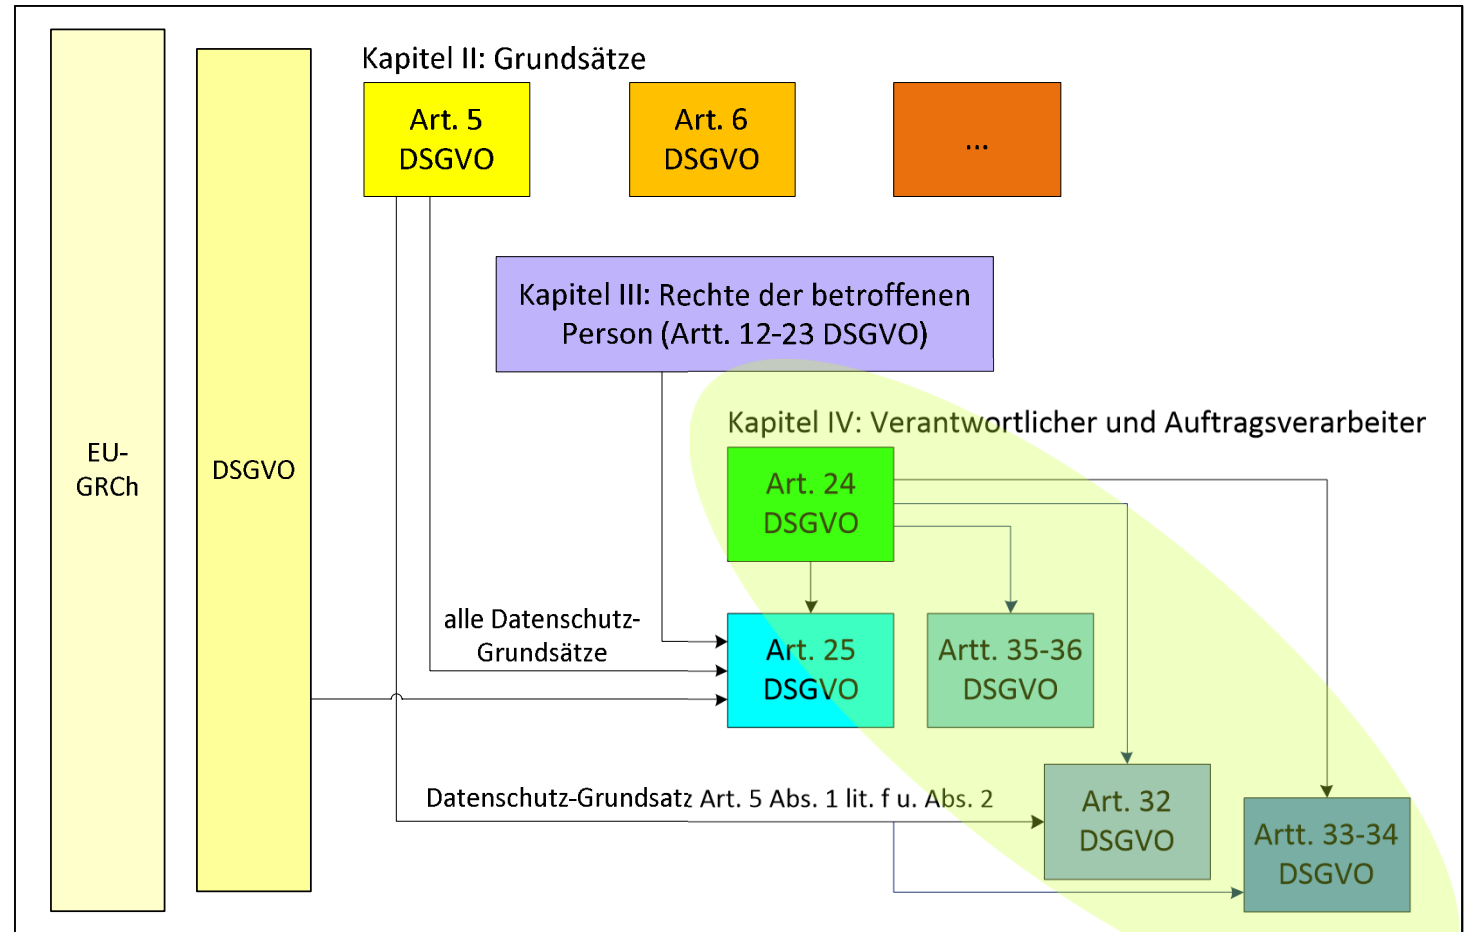 Kapitel II: Grundsätze
Art. 5
DSGVO
Art. 6
DSGVO
...
Kapitel III: Rechte der betroffenen
Person (Artt. 12-23 DSGVO)
Kapitel IV: Verantwortlicher und Auftragsverarbeiter
EU-
GRCh
DSGVO
Art. 24
DSGVO
alle Datenschutz-
Grundsätze
Art. 25
DSGVO
Artt. 35-36
DSGVO
Datenschutz-Grundsatz Art. 5 Abs. 1 lit. f u. Abs. 2
Art. 32
DSGVO
Artt. 33-34
DSGVO